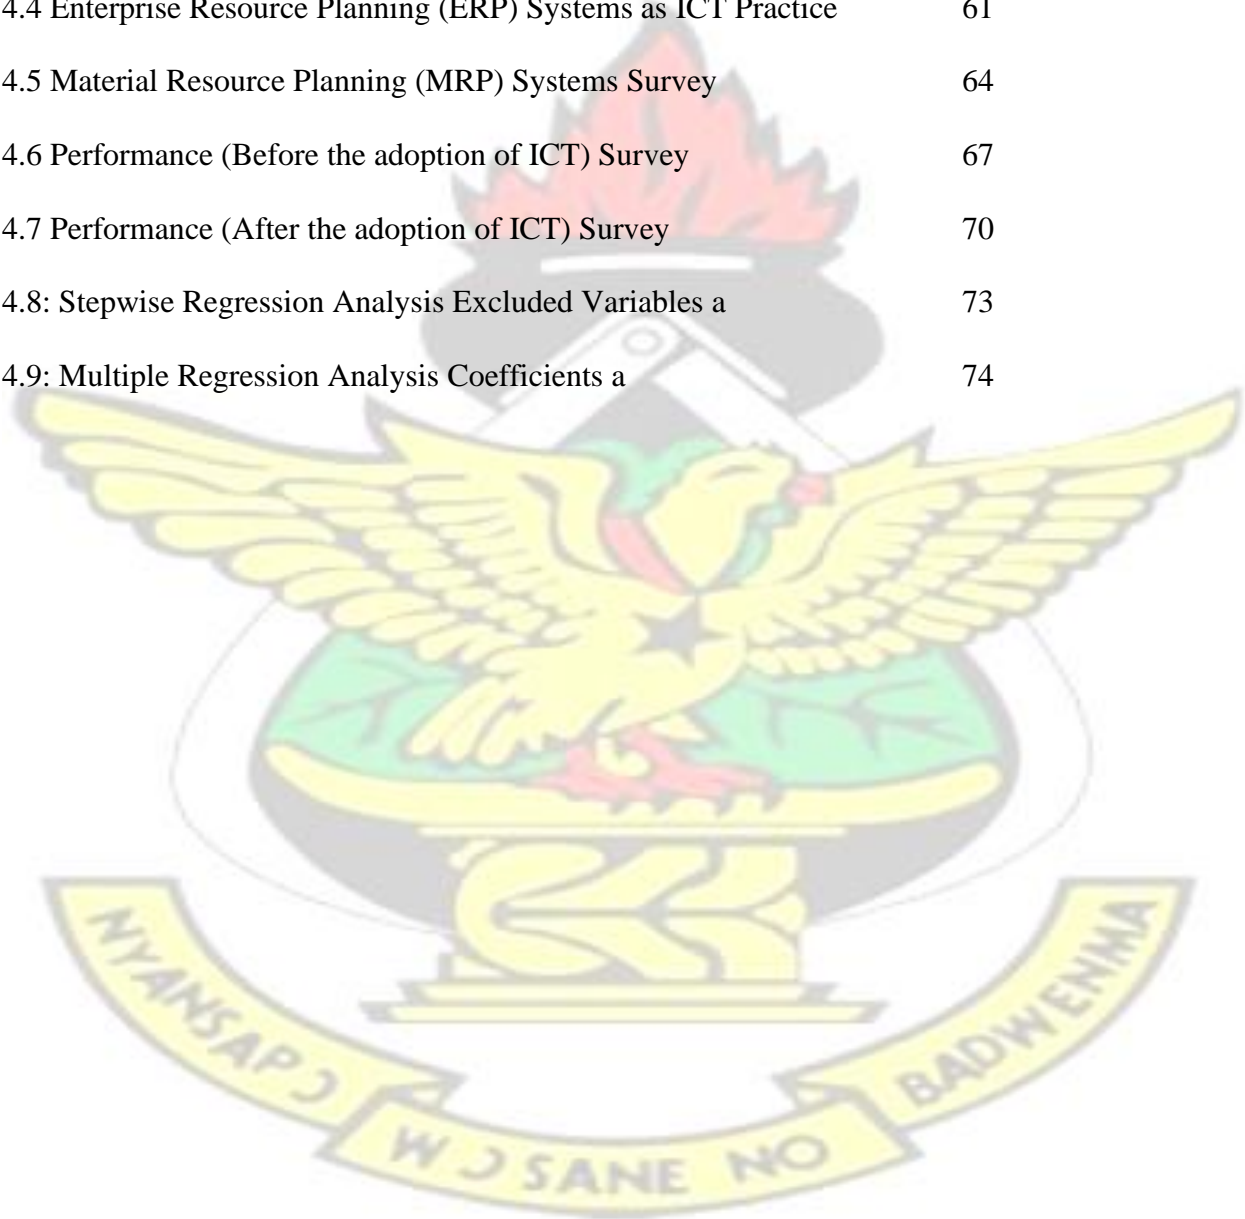 4.4 Enterprise Resource Planning (ERP) Systems as ICT Practice 61
4.5 Material Resource Planning (MRP) Systems Survey 64
4.6 Performance (Before the adoption of ICT) Survey 67
4.7 Performance (After the adoption of ICT) Survey 70
4.8: Stepwise Regression Analysis Excluded Variables a 73
4.9: Multiple Regression Analysis Coefficients a 74
NYANSAPƆ WƆSANE NO BADWENMA